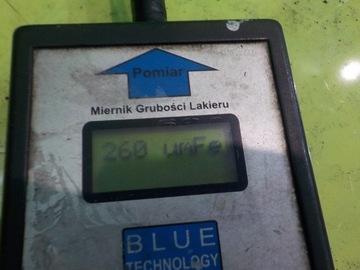 Pomiar
Miernik Grubości Lakieru
260 umFe
BLUE
TECHNOLOGY